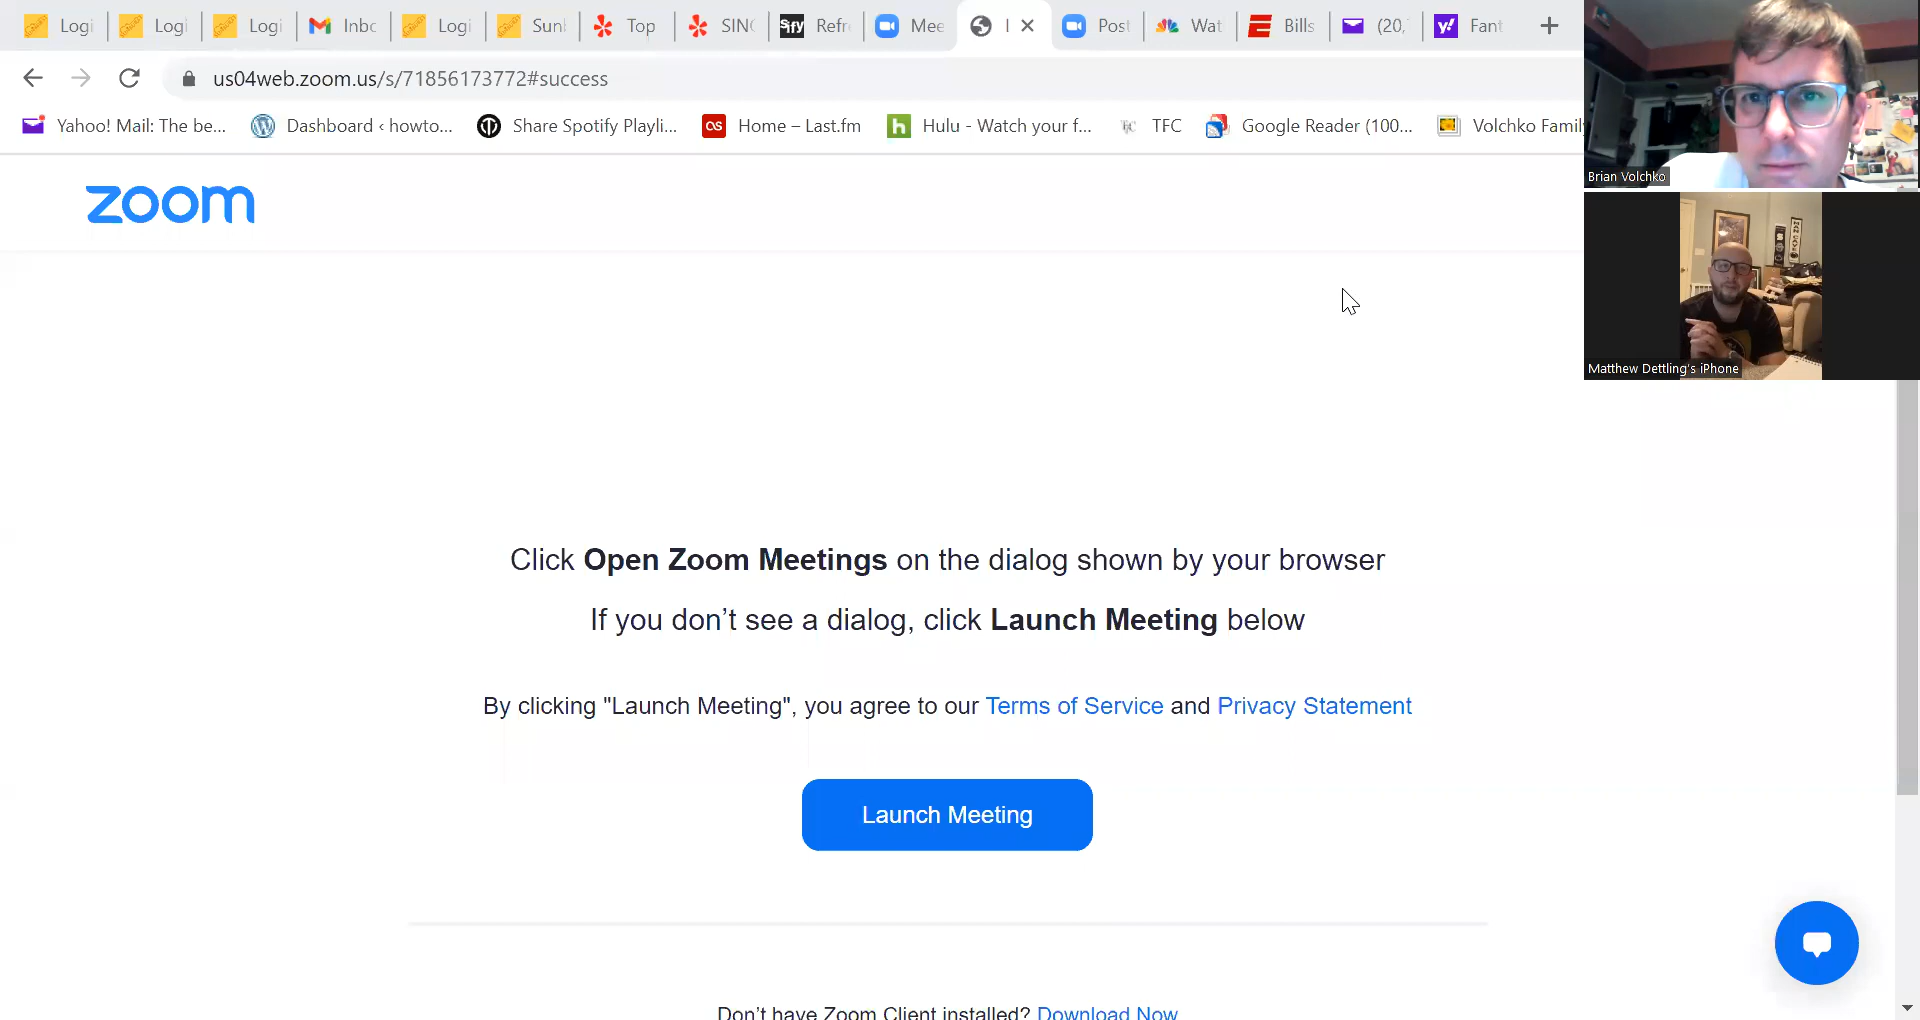 Logi
Logi
Logi
Inbc
Logi
Sunl
Top
SINC
Sify
Refr
Mee
Post
Wat
Bills
(20,
y!
Fant
us04web.zoom.us/s/71856173772#success
Yahoo! Mail: The be...
Dashboard ‹ howto...
Share Spotify Playli...
Home – Last.fm
h
Hulu - Watch your f...
TFC
Google Reader (100...
Volchko Family
Brian Volchko
zoom
MAN CAVE
Matthew Dettling's iPhone
Click Open Zoom Meetings on the dialog shown by your browser
If you don’t see a dialog, click Launch Meeting below
By clicking "Launch Meeting", you agree to our Terms of Service and Privacy Statement
Launch Meeting
Don’t have Zoom Client installed? Download Now